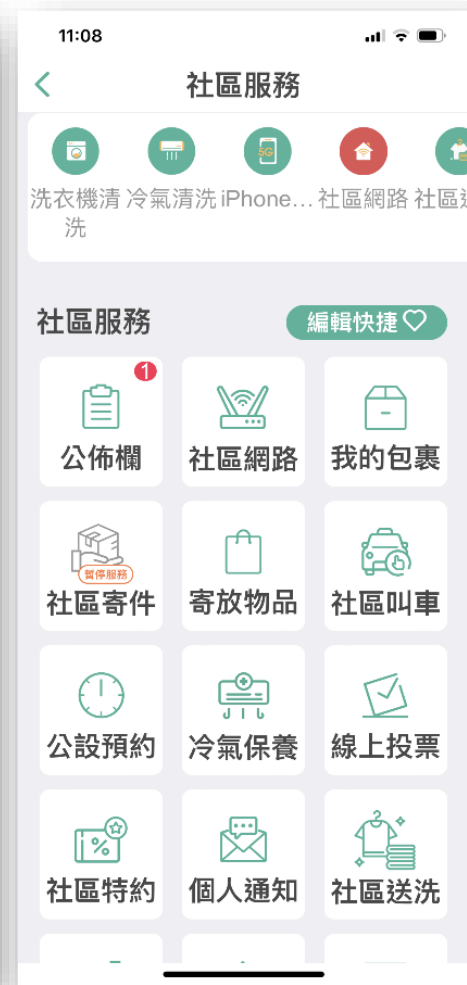 11:08
社區服務
5G
洗衣機清洗
冷氣清洗
iPhone...
社區網路
社區
社區服務
編輯快捷
1
公佈欄
社區網路
我的包裹
暫停服務
社區寄件
寄放物品
社區叫車
公設預約
冷氣保養
線上投票
%
社區特約
個人通知
社區送洗